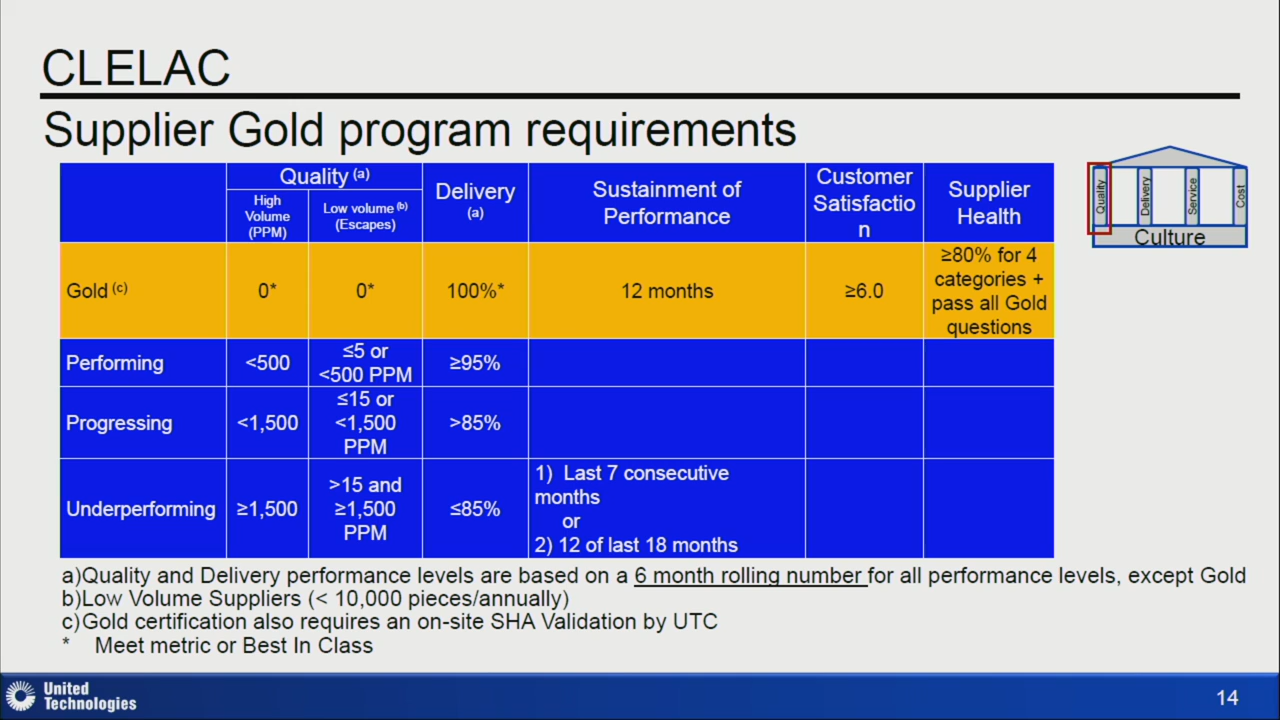 CLELAC
Supplier Gold program requirements
Quality (a)
High
Volume
(PPM)
Low volume (b)
(Escapes)
Delivery
(a)
Sustainment of
Performance
Customer
Satisfactio
n
Supplier
Health
Gold (c)
0*
0*
100%*
12 months
≥6.0
≥80% for 4
categories +
pass all Gold
questions
Performing
<500
≤5 or
<500 PPM
≥95%
Progressing
<1,500
≤15 or
<1,500
PPM
>85%
Underperforming
≥1,500
>15 and
≥1,500
PPM
≤85%
1) Last 7 consecutive
months
or
2) 12 of last 18 months
Quality
Delivery
Service
Cost
Culture
a)Quality and Delivery performance levels are based on a 6 month rolling number for all performance levels, except Gold
b)Low Volume Suppliers (< 10,000 pieces/annually)
c)Gold certification also requires an on-site SHA Validation by UTC
* Meet metric or Best In Class
United
Technologies
14